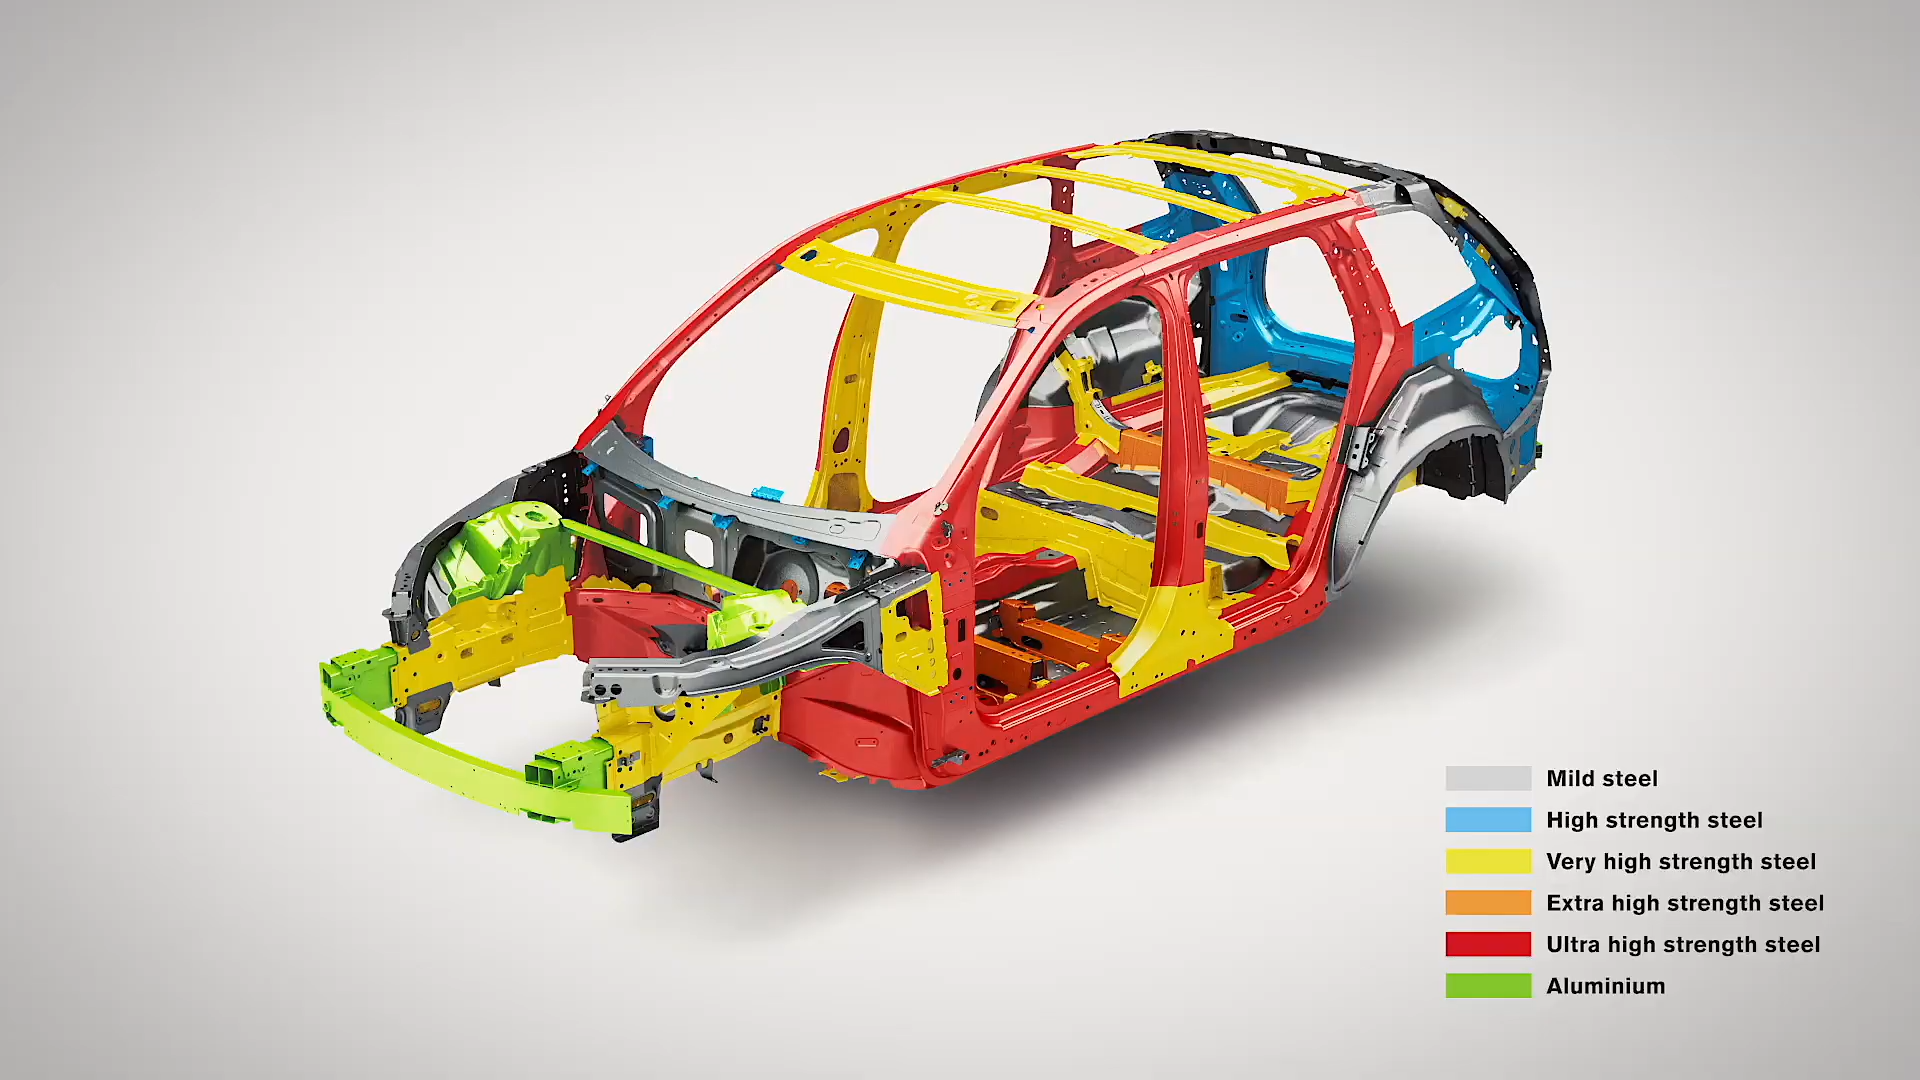 Mild steel
High strength steel
Very high strength steel
Extra high strength steel
Ultra high strength steel
Aluminium